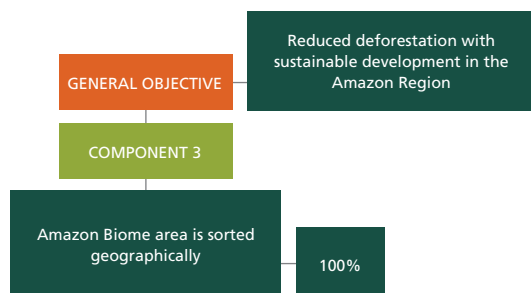 Reduced deforestation with
sustainable development in the
Amazon Region
GENERAL OBJECTIVE
COMPONENT 3
Amazon Biome area is sorted
geographically
100%